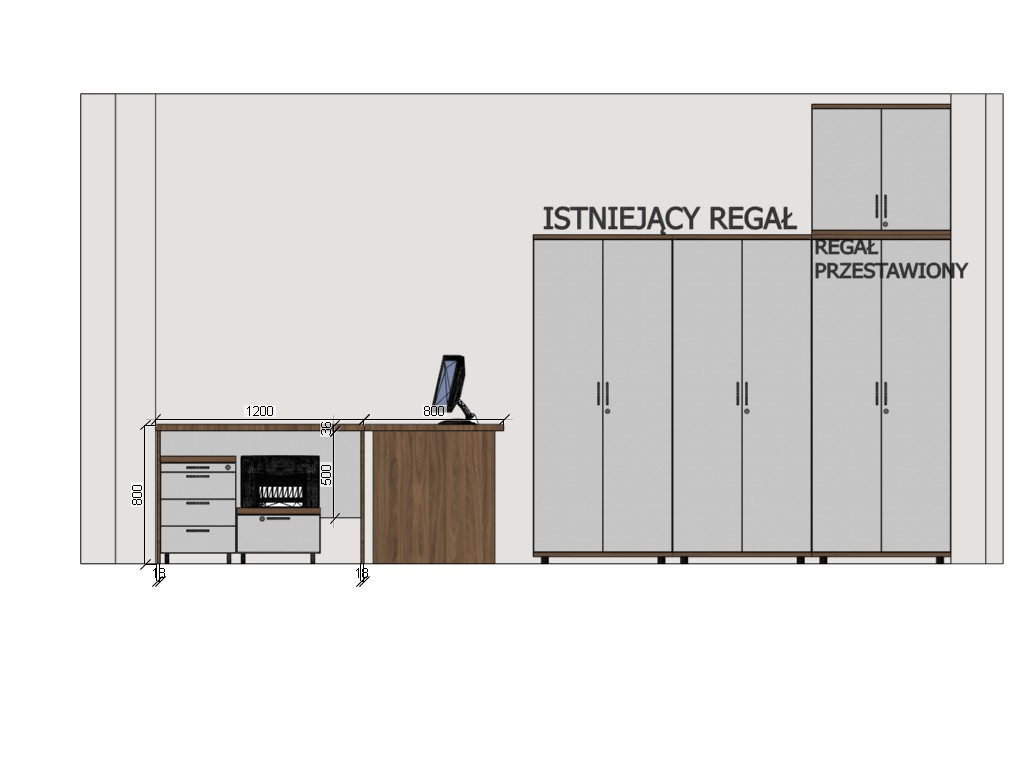 ISTNIEJĄCY REGAŁ
REGAŁ
PRZESTAWIONY
1200
800
36
500
800
18
18